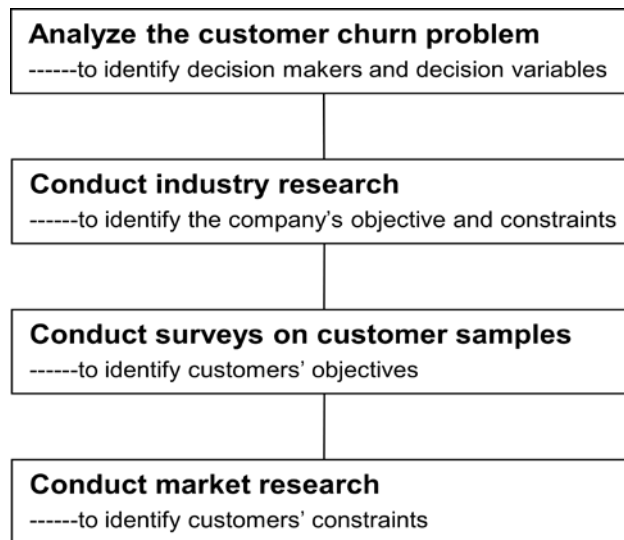 Analyze the customer churn problem
------to identify decision makers and decision variables
Conduct industry research
------to identify the company’s objective and constraints
Conduct surveys on customer samples
------to identify customers’ objectives
Conduct market research
------to identify customers’ constraints